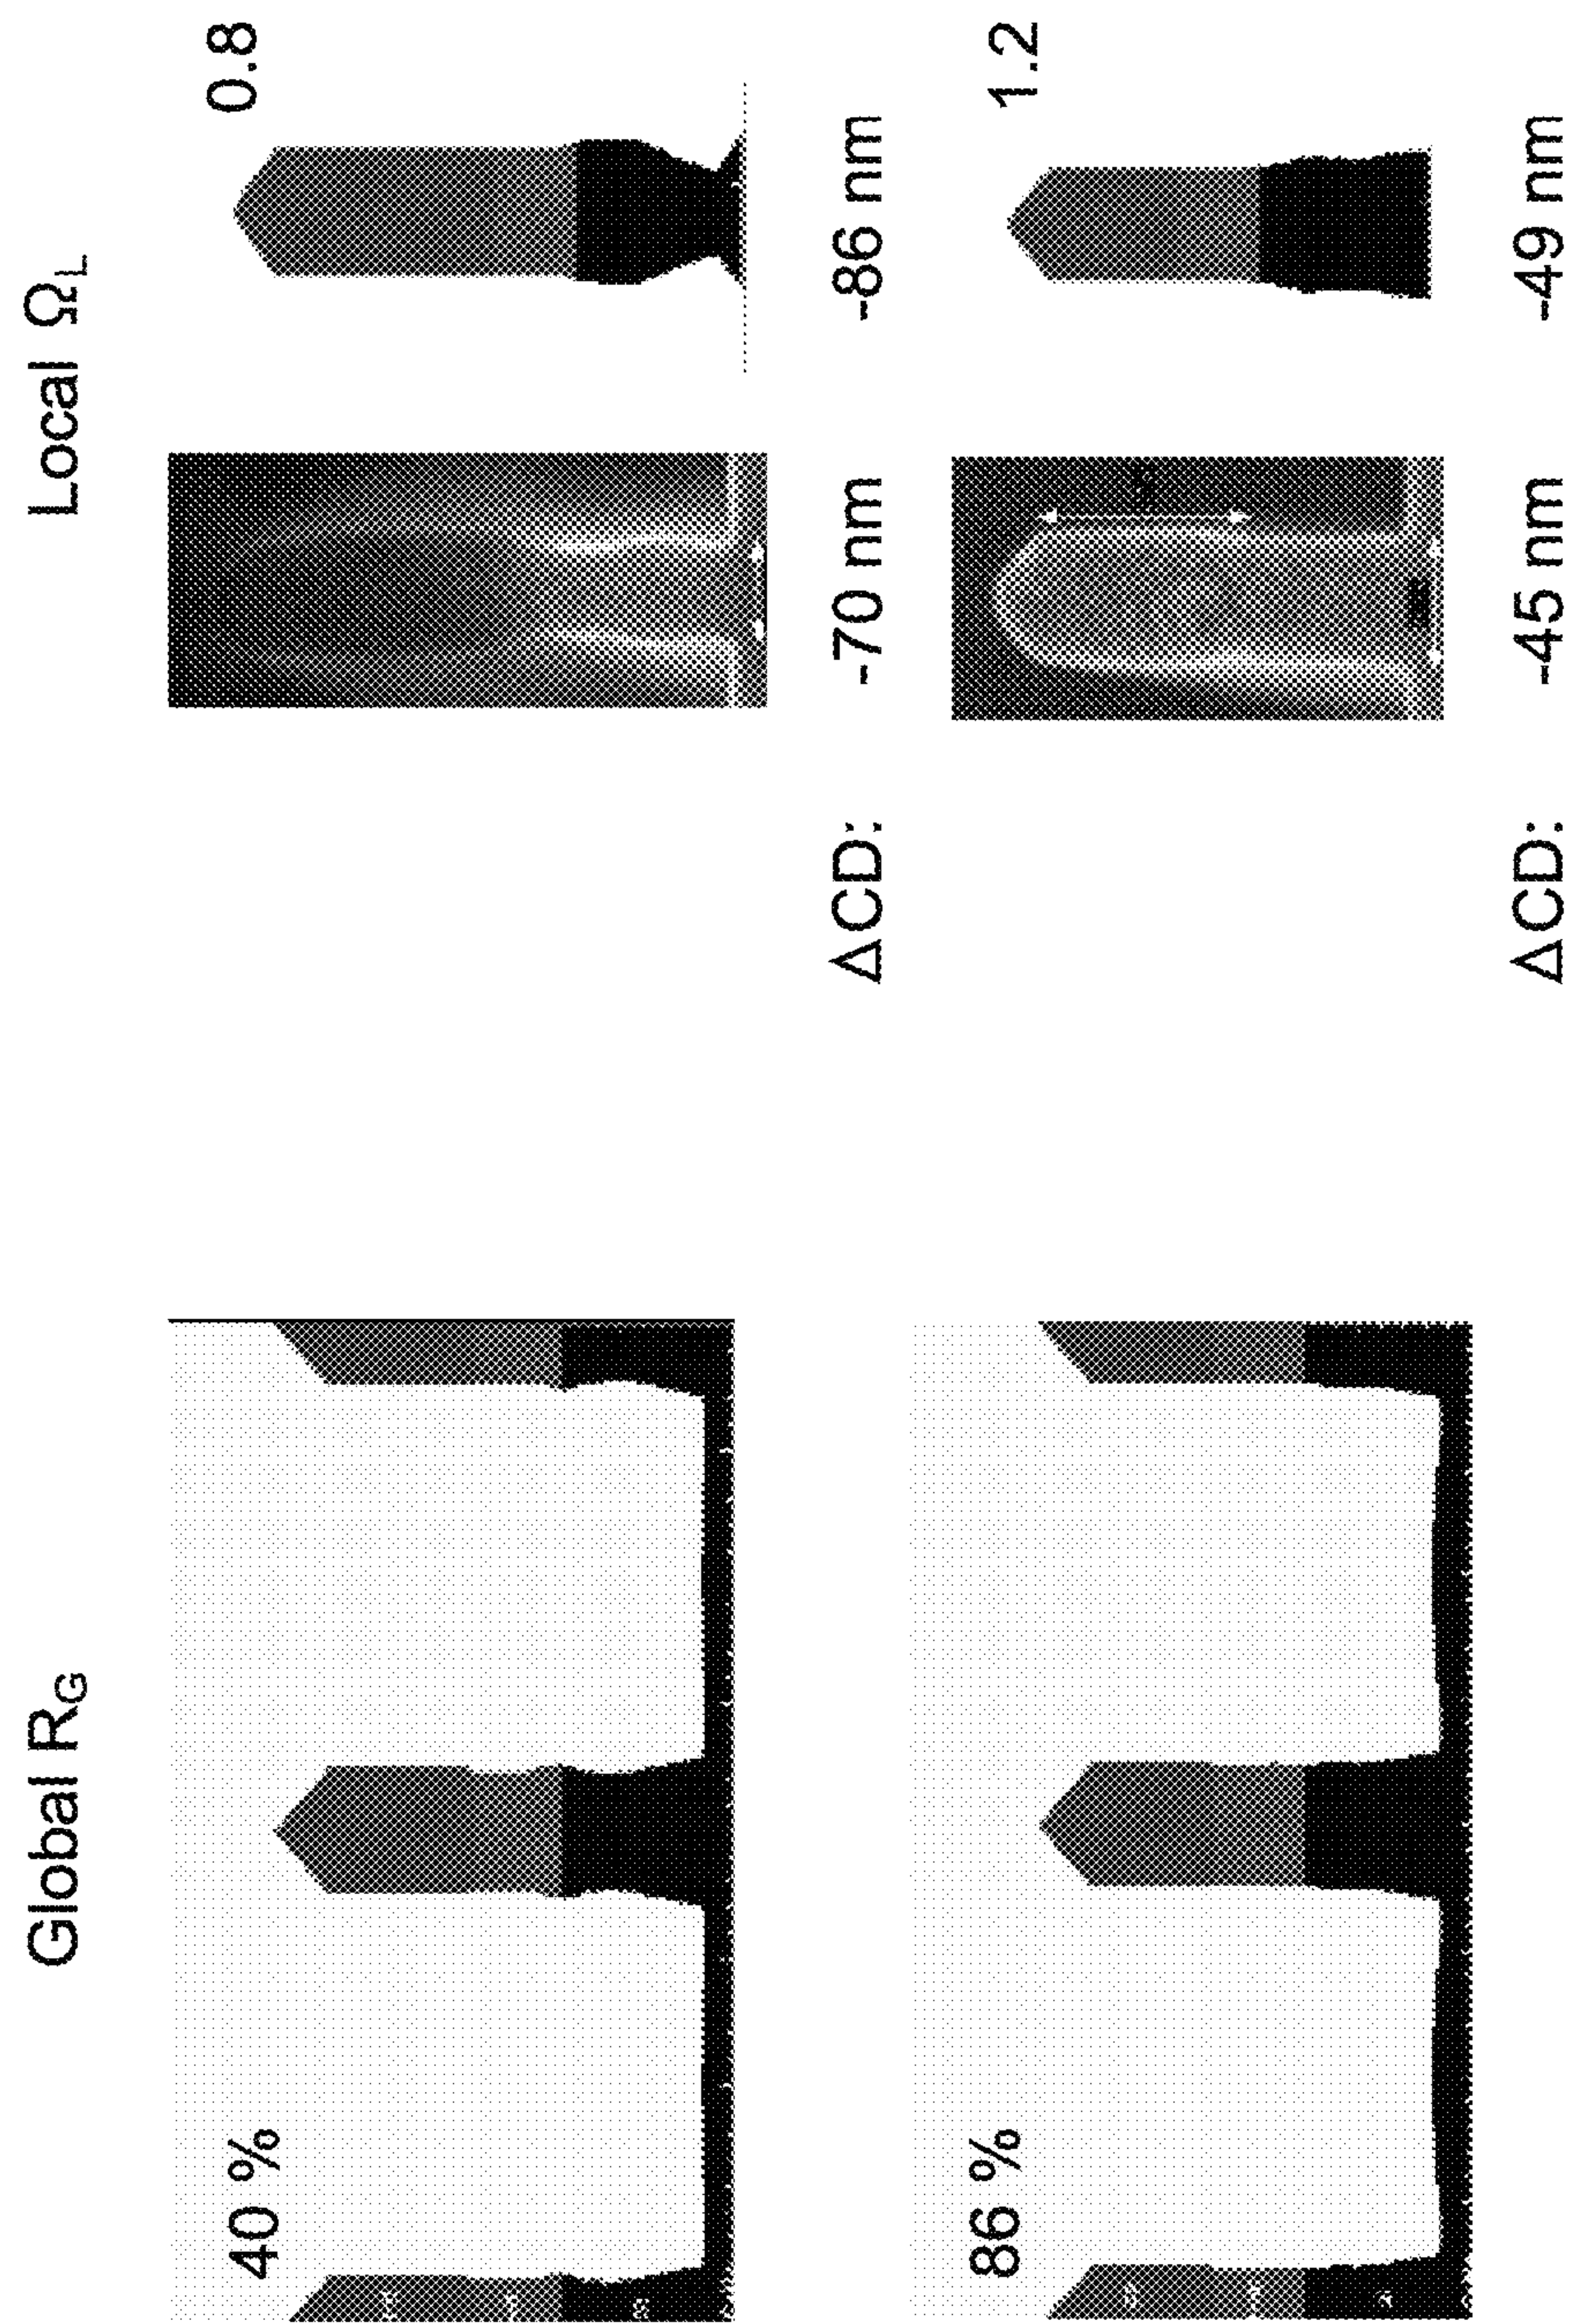 Global R_G
Local Ω_L
40 %
0.8
ΔCD: -70 nm -86 nm
86 %
1.2
ΔCD: -45 nm -49 nm